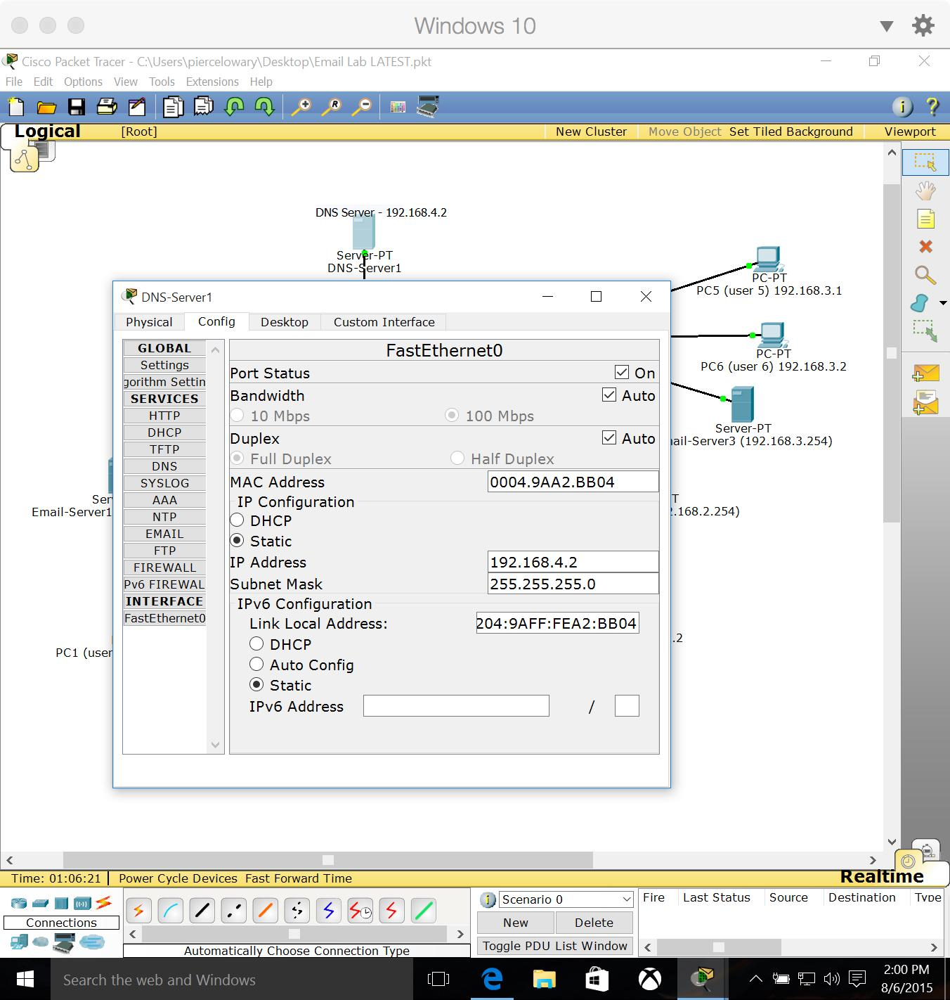 Windows 10
Cisco Packet Tracer - C:\Users\piercelowary\Desktop\Email Lab LATEST.pkt
File Edit Options View Tools Extensions Help
Logical [Root] New Cluster Move Object Set Tiled Background Viewport
DNS Server - 192.168.4.2
Server-PT
DNS-Server1
PC-PT
PC5 (user 5) 192.168.3.1
PC-PT
PC6 (user 6) 192.168.3.2
Server-PT
ail-Server3 (192.168.3.254)
T
.168.2.254)
.2
Ser
Email-Server1
PC1 (user
DNS-Server1
Physical Config Desktop Custom Interface
GLOBAL
Settings
gorithm Settin
SERVICES
HTTP
DHCP
TFTP
DNS
SYSLOG
AAA
NTP
EMAIL
FTP
FIREWALL
Pv6 FIREWAL
INTERFACE
FastEthernet0
FastEthernet0
Port Status On
Bandwidth Auto
10 Mbps 100 Mbps
Duplex Auto
Full Duplex Half Duplex
MAC Address 0004.9AA2.BB04
IP Configuration
DHCP
Static
IP Address 192.168.4.2
Subnet Mask 255.255.255.0
IPv6 Configuration
Link Local Address: 204:9AFF:FEA2:BB04
DHCP
Auto Config
Static
IPv6 Address /
Time: 01:06:21 Power Cycle Devices Fast Forward Time Realtime
Connections
Automatically Choose Connection Type
Scenario 0
New Delete
Toggle PDU List Window
Fire Last Status Source Destination Type
Search the web and Windows
2:00 PM
8/6/2015